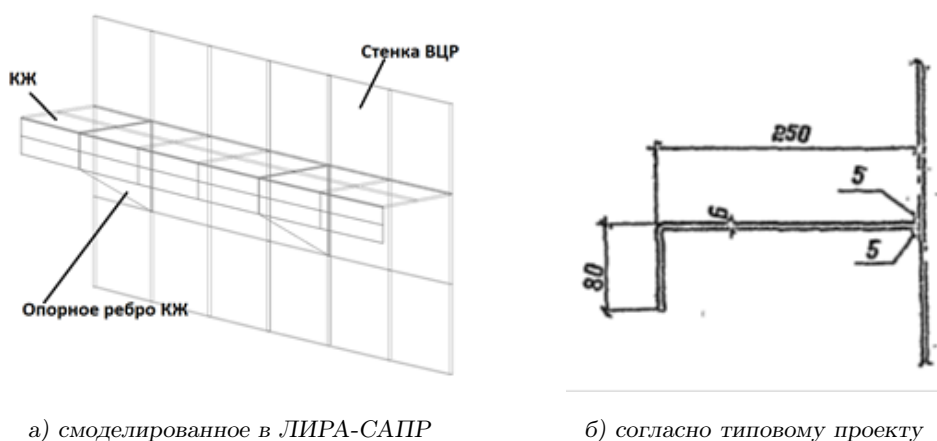 Стенка ВЦР
КЖ
Опорное ребро КЖ
250
5
6
5
80
а) смоделированное в ЛИРА-САПР
б) согласно типовому проекту